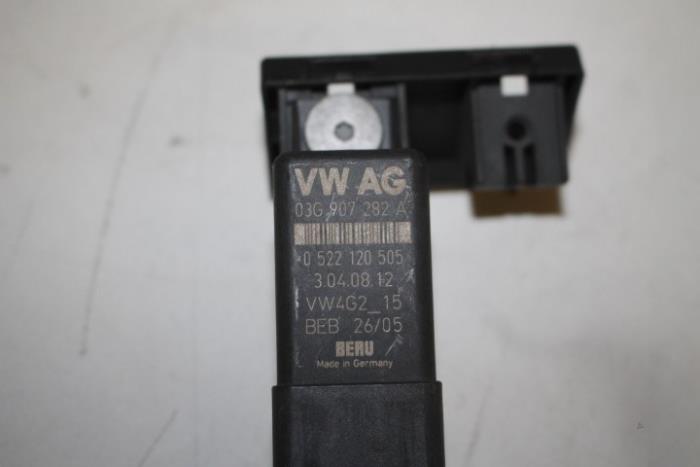 VW AG
03G 907 282 A
0 522 120 505
3.04.08.12
VW4G2_15
BEB 26/05
BERU
Made in Germany